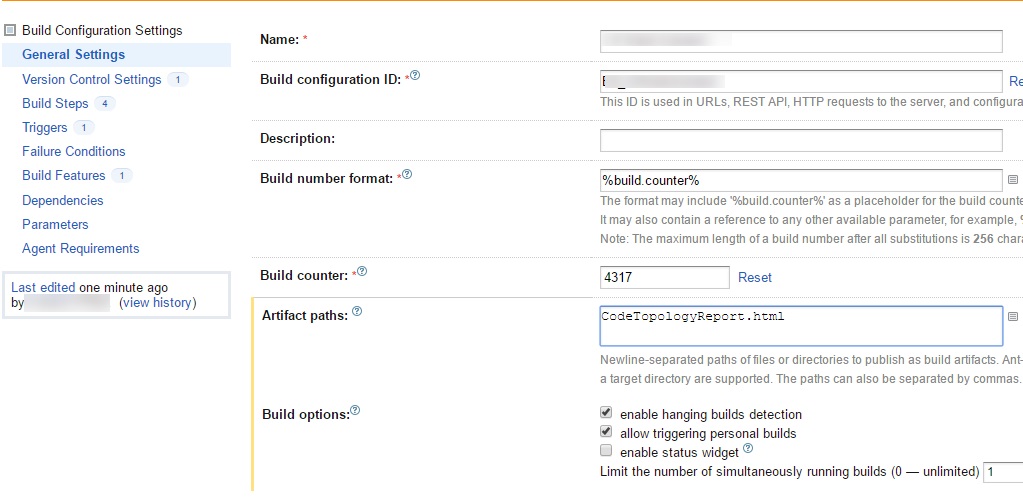 Build Configuration Settings
General Settings
Version Control Settings 1
Build Steps 4
Triggers 1
Failure Conditions
Build Features 1
Dependencies
Parameters
Agent Requirements
Last edited one minute ago
by (view history)
Name: *
Build configuration ID: *
Re
This ID is used in URLs, REST API, HTTP requests to the server, and configura
Description:
Build number format: *
%build.counter%
The format may include '%build.counter%' as a placeholder for the build counte
It may also contain a reference to any other available parameter, for example, %
Note: The maximum length of a build number after all substitutions is 256 chara
Build counter: *
4317 Reset
Artifact paths:
CodeTopologyReport.html
Newline-separated paths of files or directories to publish as build artifacts. Ant-
a target directory are supported. The paths can also be separated by commas.
Build options:
enable hanging builds detection
allow triggering personal builds
enable status widget
Limit the number of simultaneously running builds (0 — unlimited) 1